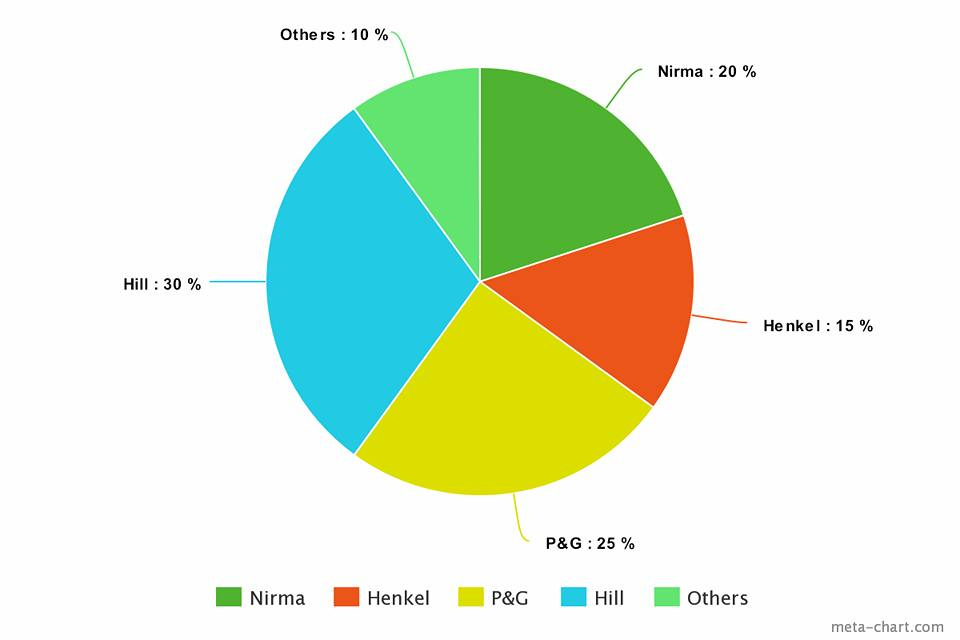 Others : 10 %
Nirma : 20 %
Hill : 30 %
Henkel : 15 %
P&G : 25 %
Nirma Henkel P&G Hill Others
meta-chart.com